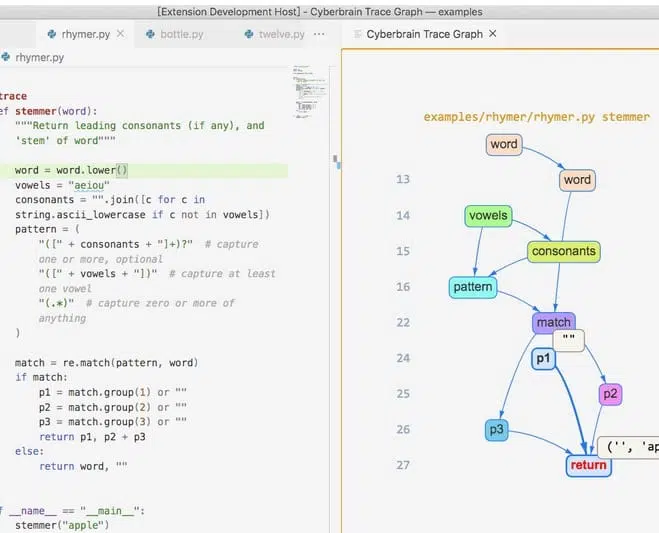 [Extension Development Host] - Cyberbrain Trace Graph — examples
rhymer.py × bottle.py twelve.py ··· Cyberbrain Trace Graph ×
rhymer.py
trace
ef stemmer(word):
"""Return leading consonants (if any), and
'stem' of word"""
word = word.lower()
vowels = "aeiou"
consonants = "".join([c for c in
string.ascii_lowercase if c not in vowels])
pattern = (
"([" + consonants + "]+)?" # capture
one or more, optional
"([" + vowels + "])" # capture at least
one vowel
"(.*)" # capture zero or more of
anything
)
match = re.match(pattern, word)
if match:
p1 = match.group(1) or ""
p2 = match.group(2) or ""
p3 = match.group(3) or ""
return p1, p2 + p3
else:
return word, ""
f __name__ == "__main__":
stemmer("apple")
examples/rhymer/rhymer.py stemmer
word
13 word
14 vowels
15 consonants
16 pattern
22 match
""
24 p1
25 p2
26 p3
('', 'ap
27 return